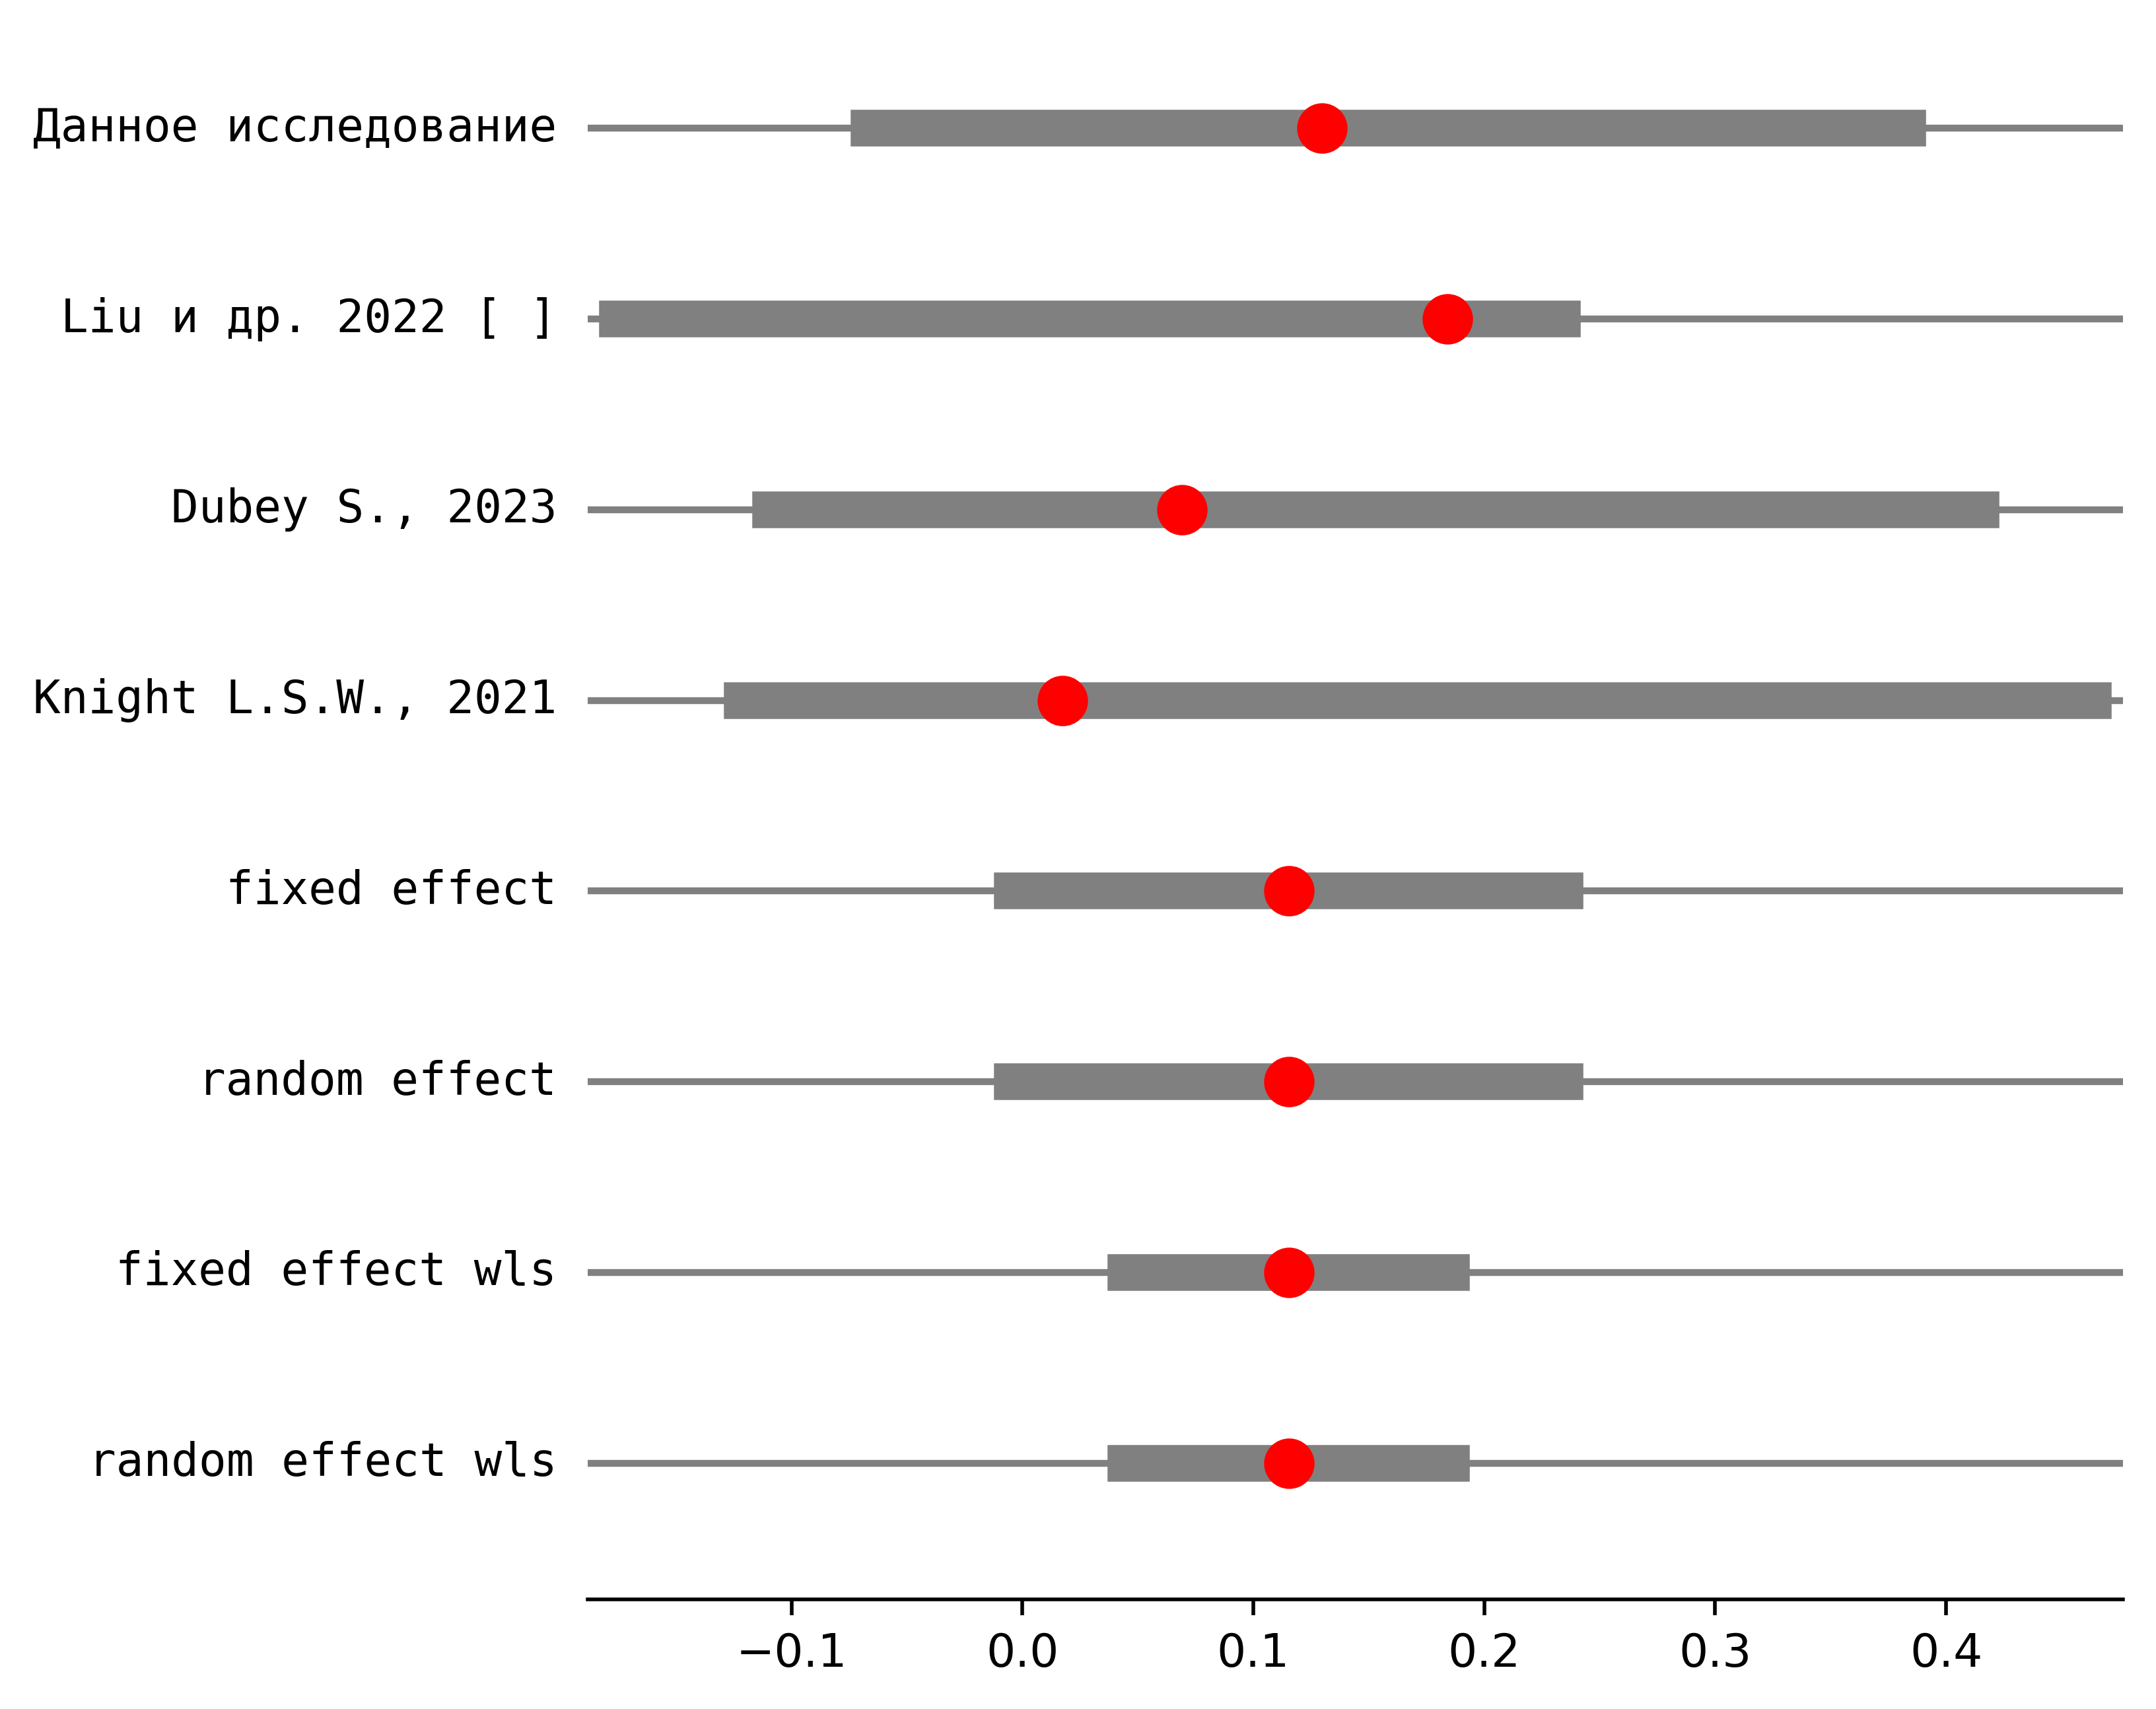 Данное исследование
Liu и др. 2022 [ ]
Dubey S., 2023
Knight L.S.W., 2021
fixed effect
random effect
fixed effect wls
random effect wls
−0.1 0.0 0.1 0.2 0.3 0.4